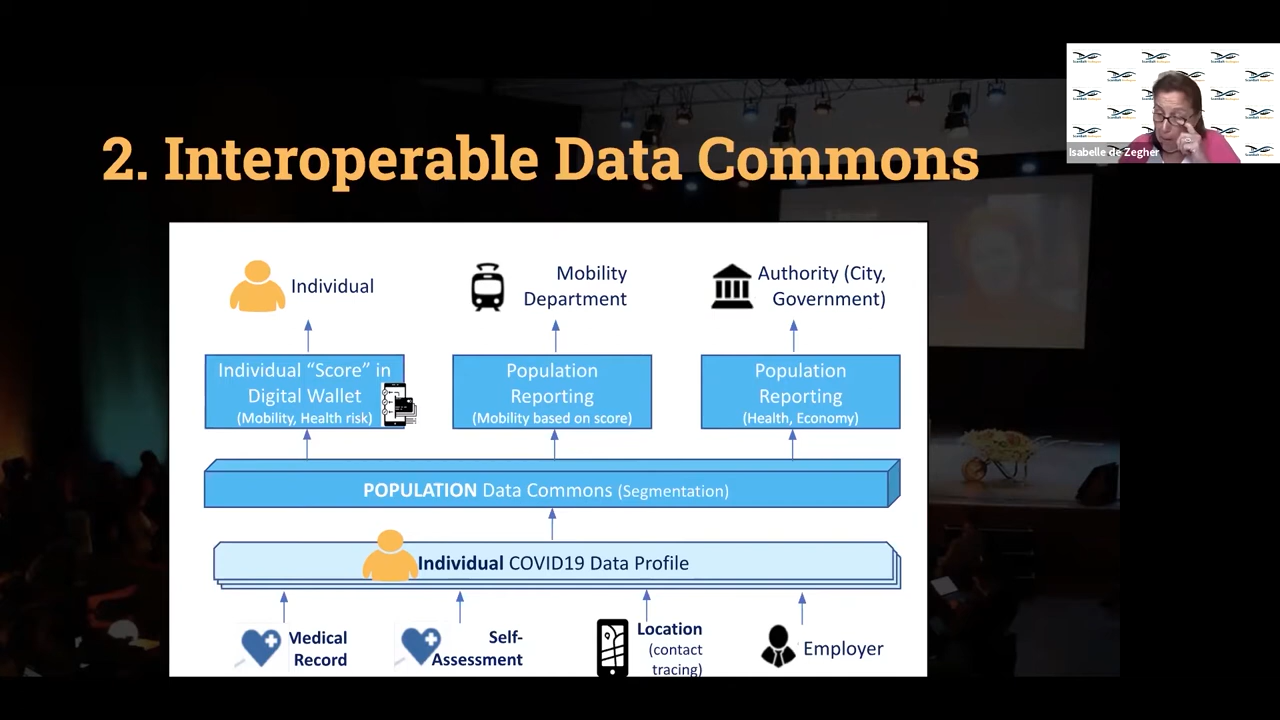 2. Interoperable Data Commons
Isabelle de Zegher
Individual
Mobility
Department
Authority (City,
Government)
Individual “Score” in
Digital Wallet
(Mobility, Health risk)
Population
Reporting
(Mobility based on score)
Population
Reporting
(Health, Economy)
POPULATION Data Commons (Segmentation)
Individual COVID19 Data Profile
Medical
Record
Self-
Assessment
Location
(contact
tracing)
Employer